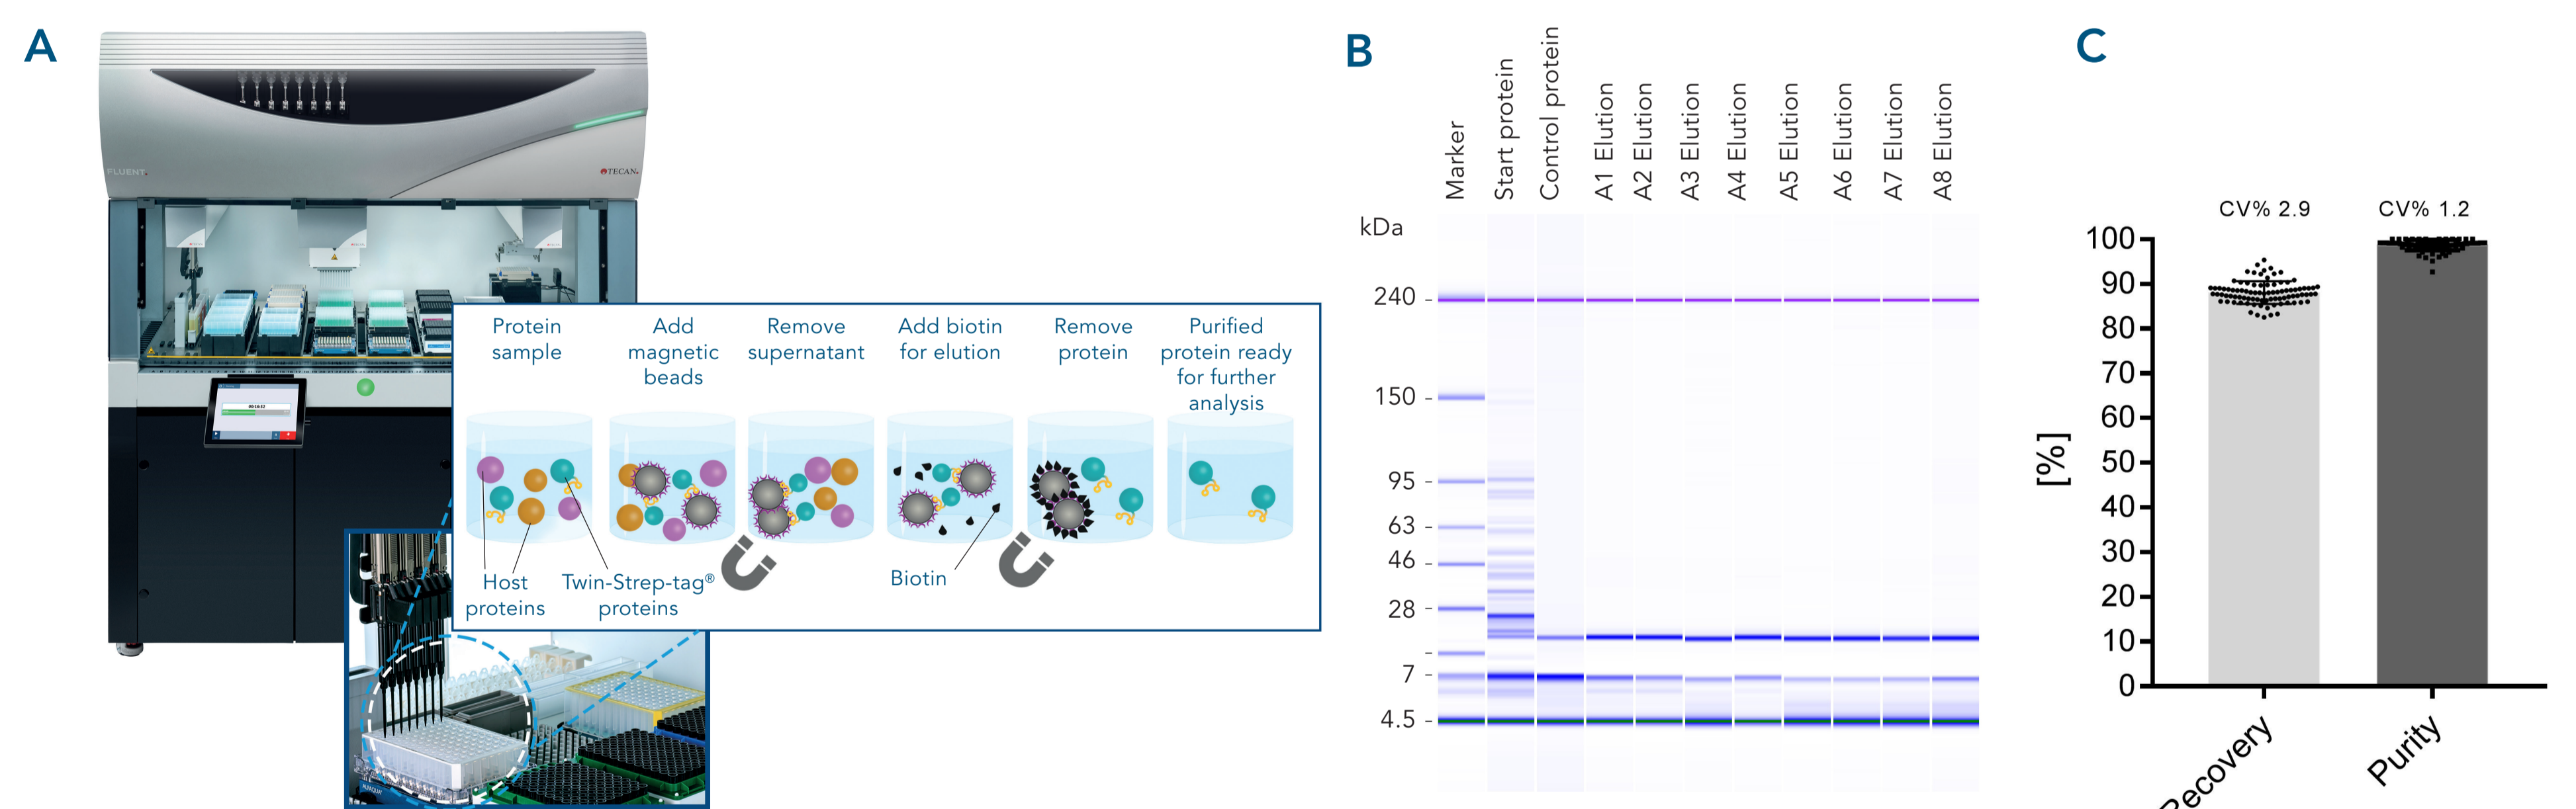 A
FLUENT
TECAN
Protein
sample
Add
magnetic
beads
Remove
supernatant
Add biotin
for elution
Remove
protein
Purified
protein ready
for further
analysis
Host
proteins
Twin-Strep-tag®
proteins
Biotin
B
Marker
Start protein
Control protein
A1 Elution
A2 Elution
A3 Elution
A4 Elution
A5 Elution
A6 Elution
A7 Elution
A8 Elution
kDa
240
150
95
63
46
28
7
4.5
C
CV% 2.9
CV% 1.2
[%]
100
90
80
70
60
50
40
30
20
10
0
Recovery
Purity